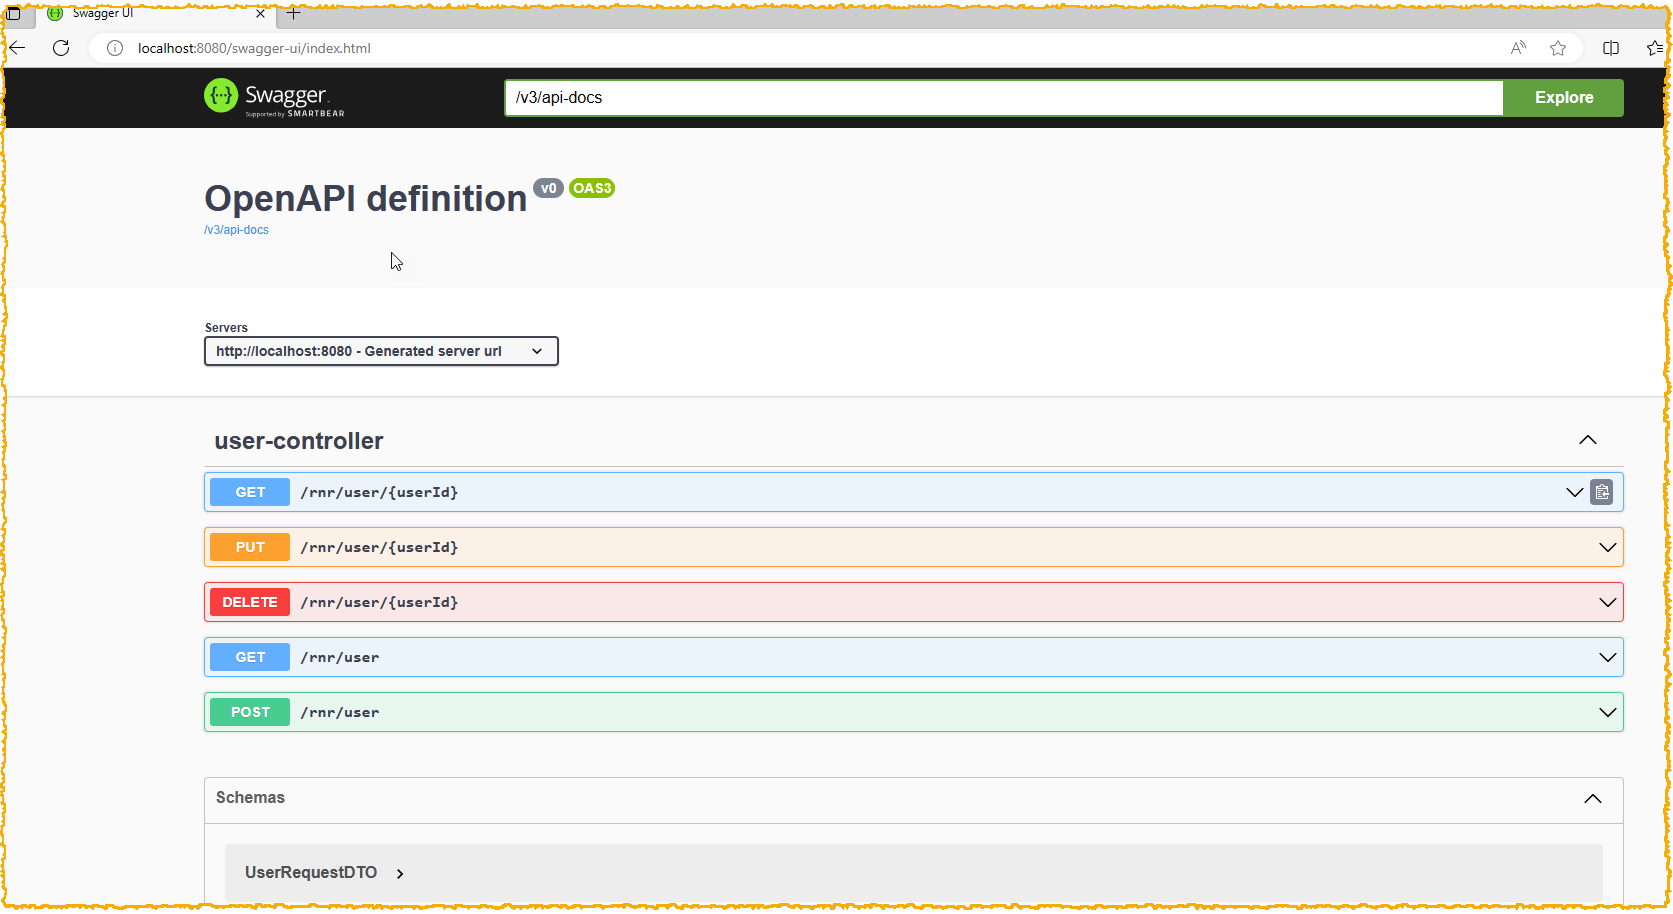 Swagger UI
localhost:8080/swagger-ui/index.html
Swagger
Supported by SMARTBEAR
/v3/api-docs
Explore
OpenAPI definition v0 OAS3
/v3/api-docs
Servers
http://localhost:8080 - Generated server url
user-controller
GET /rnr/user/{userId}
PUT /rnr/user/{userId}
DELETE /rnr/user/{userId}
GET /rnr/user
POST /rnr/user
Schemas
UserRequestDTO